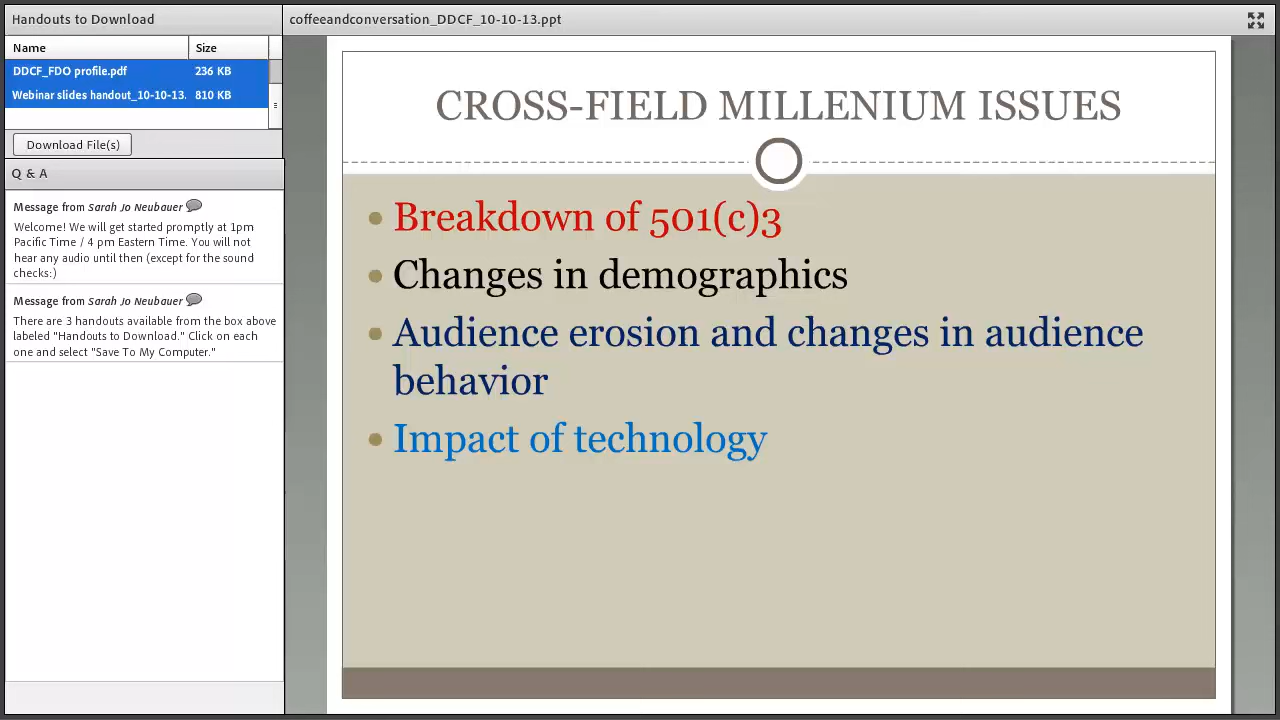 Handouts to Download
Name Size
DDCF_FDO profile.pdf 236 KB
Webinar slides handout_10-10-13. 810 KB
Download File(s)
Q & A
Message from Sarah Jo Neubauer
Welcome! We will get started promptly at 1pm
Pacific Time / 4 pm Eastern Time. You will not
hear any audio until then (except for the sound
checks:)
Message from Sarah Jo Neubauer
There are 3 handouts available from the box above
labeled "Handouts to Download." Click on each
one and select "Save To My Computer."
coffeeandconversation_DDCF_10-10-13.ppt
CROSS-FIELD MILLENIUM ISSUES
• Breakdown of 501(c)3
• Changes in demographics
• Audience erosion and changes in audience
behavior
• Impact of technology